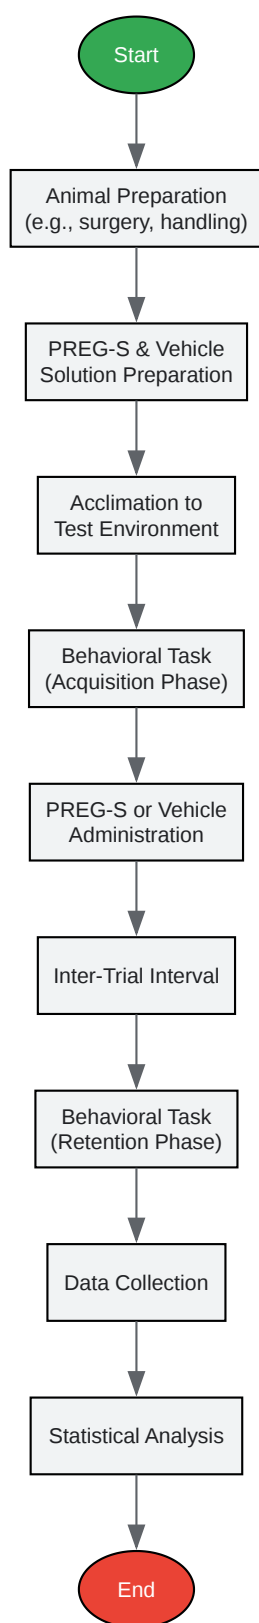 Start
Animal Preparation
(e.g., surgery, handling)
PREG-S & Vehicle
Solution Preparation
Acclimation to
Test Environment
Behavioral Task
(Acquisition Phase)
PREG-S or Vehicle
Administration
Inter-Trial Interval
Behavioral Task
(Retention Phase)
Data Collection
Statistical Analysis
End